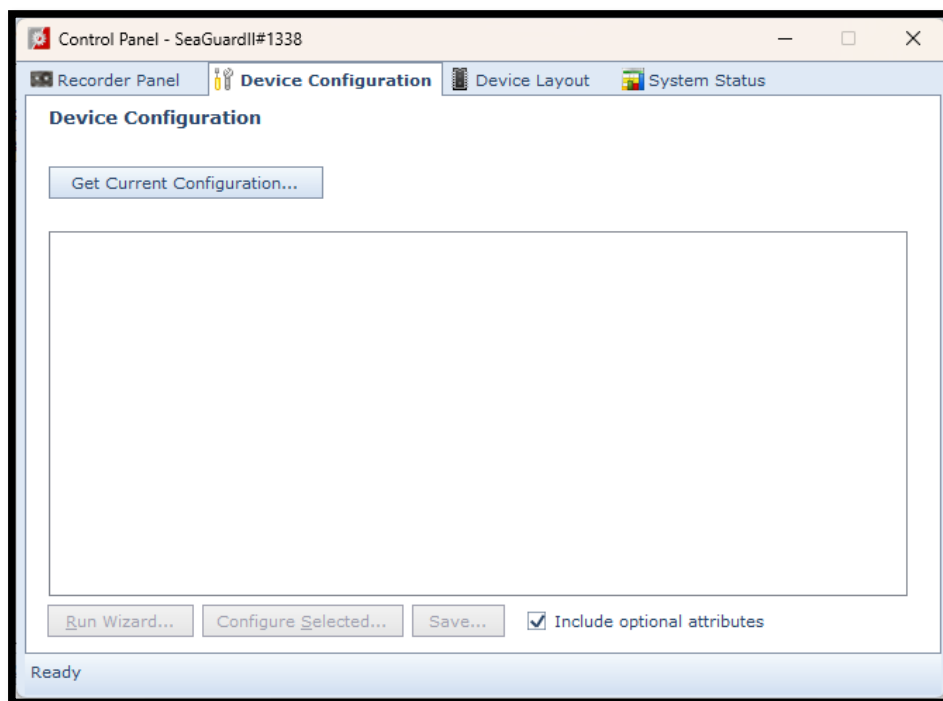 Control Panel - SeaGuardII#1338
Recorder Panel Device Configuration Device Layout System Status
Device Configuration
Get Current Configuration...
Run Wizard... Configure Selected... Save... Include optional attributes
Ready